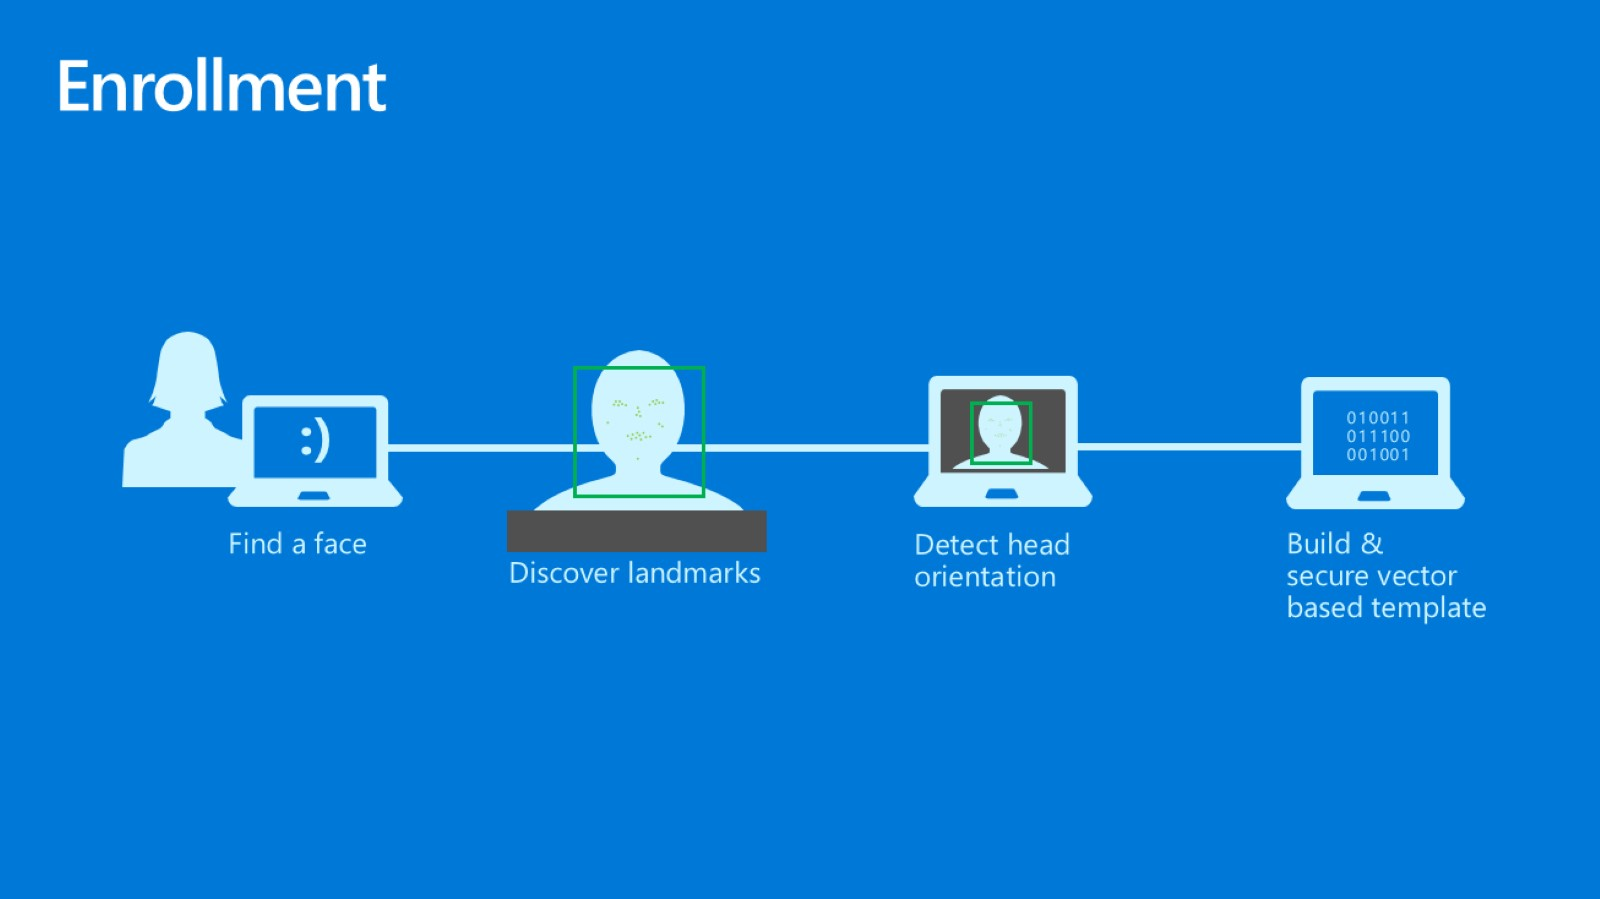 Enrollment
:)
010011
011100
001001
Find a face
Discover landmarks
Detect head
orientation
Build &
secure vector
based template